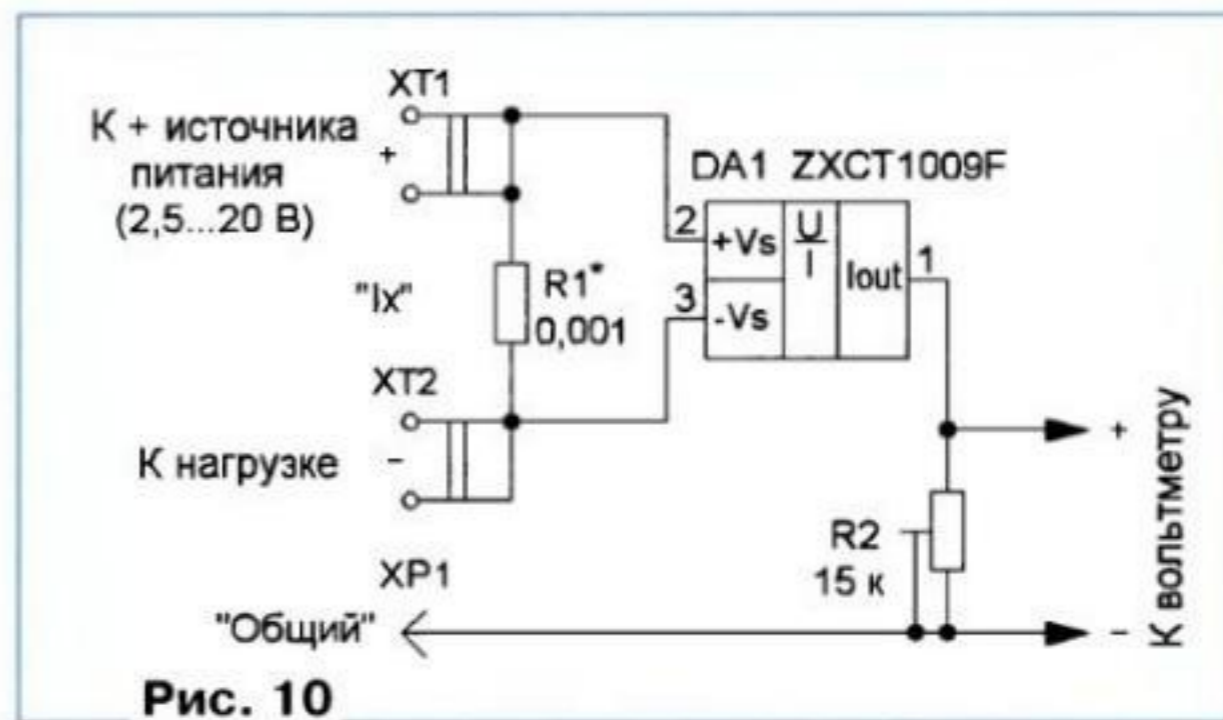 XT1
К + источника
питания
(2,5...20 В)
+
"Ix"
R1*
0,001
XT2
К нагрузке
-
XP1
"Общий"
DA1 ZXCT1009F
2
+Vs
U
I
Iout
1
3
-Vs
R2
15 к
+
К вольтметру
-
Рис. 10